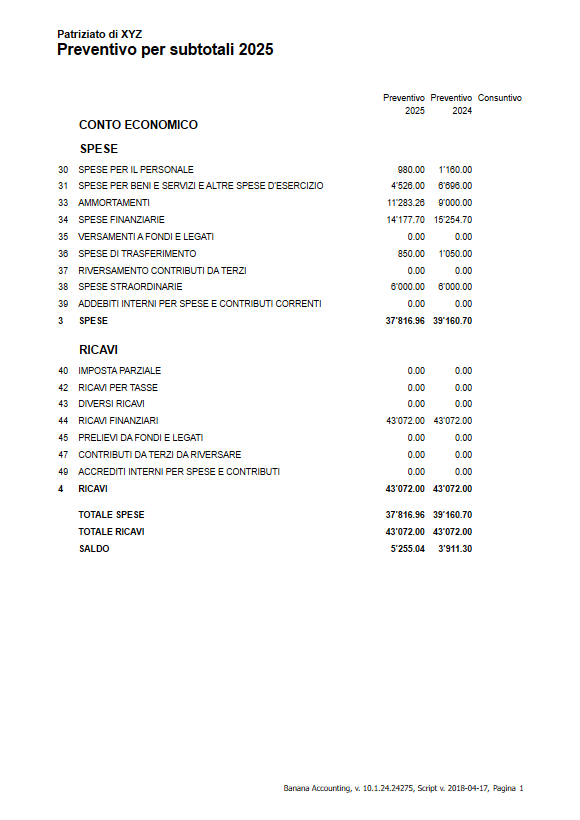 Patriziato di XYZ
Preventivo per subtotali 2025
Preventivo Preventivo Consuntivo
2025 2024
CONTO ECONOMICO
SPESE
30 SPESE PER IL PERSONALE 980.00 1'160.00
31 SPESE PER BENI E SERVIZI E ALTRE SPESE D'ESERCIZIO 4'526.00 6'696.00
33 AMMORTAMENTI 11'283.26 9'000.00
34 SPESE FINANZIARIE 14'177.70 15'254.70
35 VERSAMENTI A FONDI E LEGATI 0.00 0.00
36 SPESE DI TRASFERIMENTO 850.00 1'050.00
37 RIVERSAMENTO CONTRIBUTI DA TERZI 0.00 0.00
38 SPESE STRAORDINARIE 6'000.00 6'000.00
39 ADDEBITI INTERNI PER SPESE E CONTRIBUTI CORRENTI 0.00 0.00
3 SPESE 37'816.96 39'160.70
RICAVI
40 IMPOSTA PARZIALE 0.00 0.00
42 RICAVI PER TASSE 0.00 0.00
43 DIVERSI RICAVI 0.00 0.00
44 RICAVI FINANZIARI 43'072.00 43'072.00
45 PRELIEVI DA FONDI E LEGATI 0.00 0.00
47 CONTRIBUTI DA TERZI DA RIVERSARE 0.00 0.00
49 ACCREDITI INTERNI PER SPESE E CONTRIBUTI 0.00 0.00
4 RICAVI 43'072.00 43'072.00
TOTALE SPESE 37'816.96 39'160.70
TOTALE RICAVI 43'072.00 43'072.00
SALDO 5'255.04 3'911.30
Banana Accounting, v. 10.1.24.24275, Script v. 2018-04-17, Pagina 1